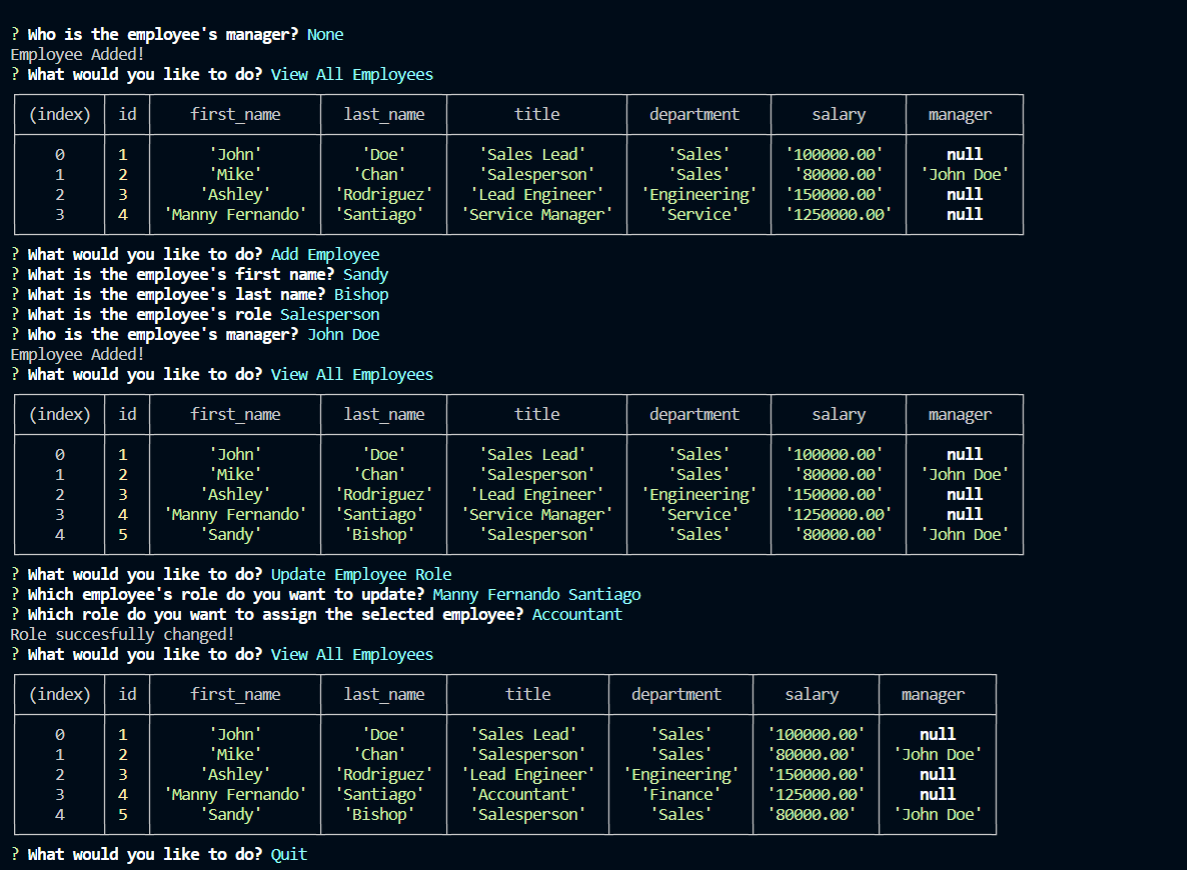 ? Who is the employee's manager? None
Employee Added!
? What would you like to do? View All Employees
(index) id first_name last_name title department salary manager
0 1 'John' 'Doe' 'Sales Lead' 'Sales' '100000.00' null
1 2 'Mike' 'Chan' 'Salesperson' 'Sales' '80000.00' 'John Doe'
2 3 'Ashley' 'Rodriguez' 'Lead Engineer' 'Engineering' '150000.00' null
3 4 'Manny Fernando' 'Santiago' 'Service Manager' 'Service' '1250000.00' null
? What would you like to do? Add Employee
? What is the employee's first name? Sandy
? What is the employee's last name? Bishop
? What is the employee's role Salesperson
? Who is the employee's manager? John Doe
Employee Added!
? What would you like to do? View All Employees
(index) id first_name last_name title department salary manager
0 1 'John' 'Doe' 'Sales Lead' 'Sales' '100000.00' null
1 2 'Mike' 'Chan' 'Salesperson' 'Sales' '80000.00' 'John Doe'
2 3 'Ashley' 'Rodriguez' 'Lead Engineer' 'Engineering' '150000.00' null
3 4 'Manny Fernando' 'Santiago' 'Service Manager' 'Service' '1250000.00' null
4 5 'Sandy' 'Bishop' 'Salesperson' 'Sales' '80000.00' 'John Doe'
? What would you like to do? Update Employee Role
? Which employee's role do you want to update? Manny Fernando Santiago
? Which role do you want to assign the selected employee? Accountant
Role succesfully changed!
? What would you like to do? View All Employees
(index) id first_name last_name title department salary manager
0 1 'John' 'Doe' 'Sales Lead' 'Sales' '100000.00' null
1 2 'Mike' 'Chan' 'Salesperson' 'Sales' '80000.00' 'John Doe'
2 3 'Ashley' 'Rodriguez' 'Lead Engineer' 'Engineering' '150000.00' null
3 4 'Manny Fernando' 'Santiago' 'Accountant' 'Finance' '125000.00' null
4 5 'Sandy' 'Bishop' 'Salesperson' 'Sales' '80000.00' 'John Doe'
? What would you like to do? Quit